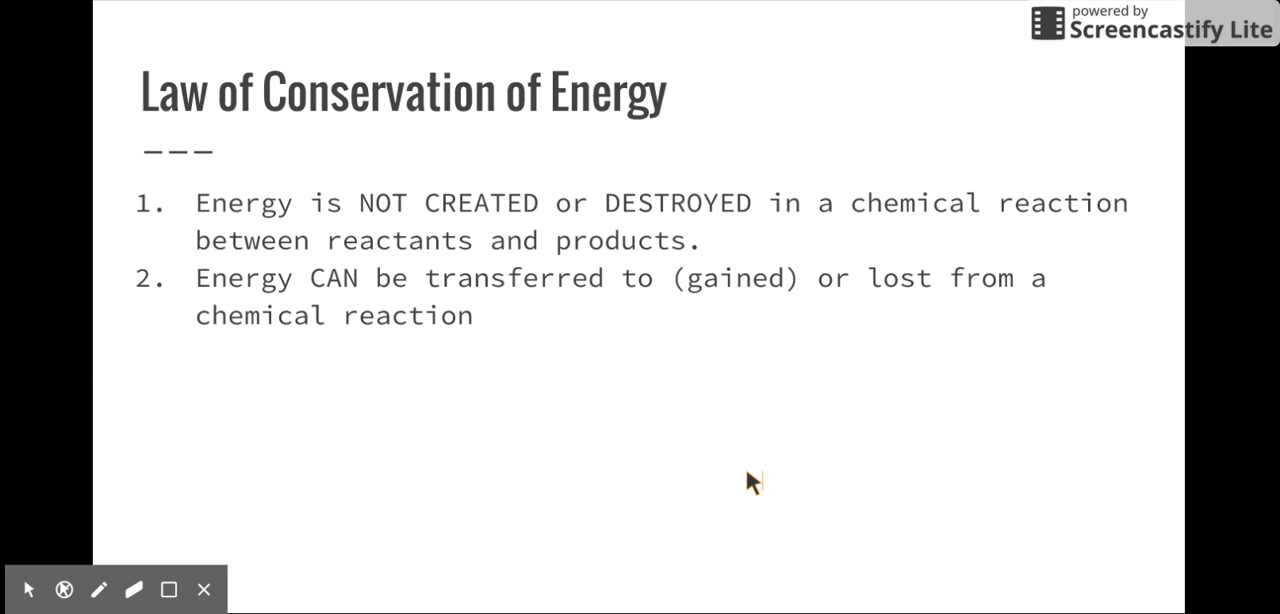 powered by
Screencastify Lite
Law of Conservation of Energy
1. Energy is NOT CREATED or DESTROYED in a chemical reaction
between reactants and products.
2. Energy CAN be transferred to (gained) or lost from a
chemical reaction